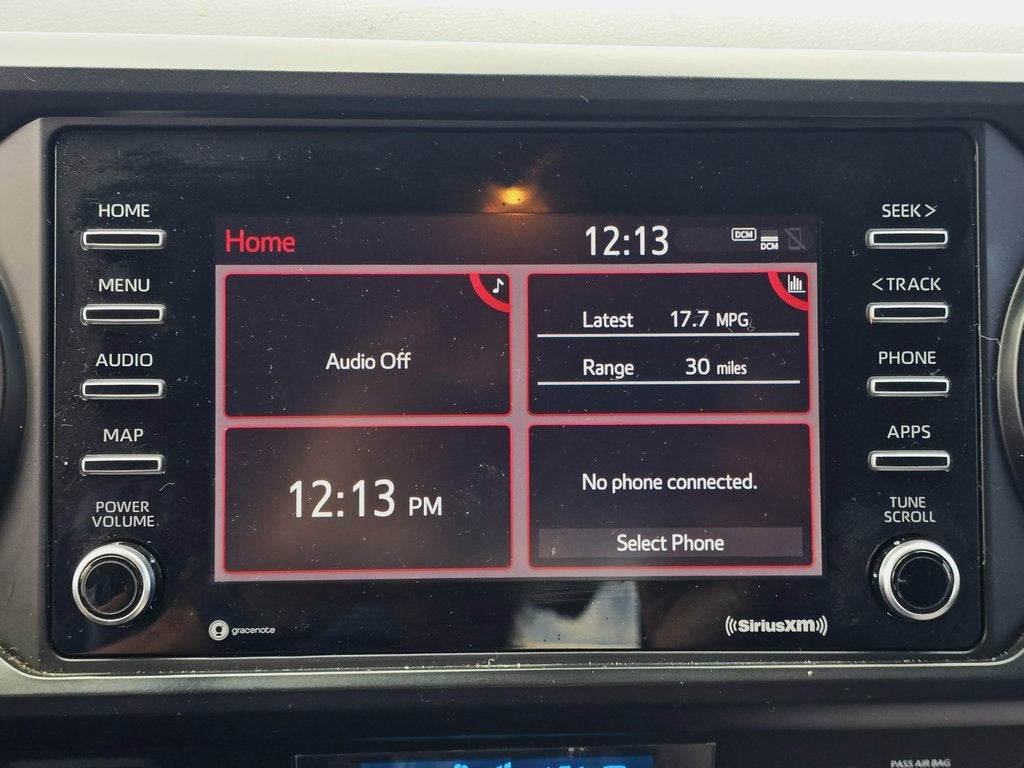 HOME
MENU
AUDIO
MAP
POWER
VOLUME
Home
12:13
DCM
DCM
Audio Off
Latest 17.7 MPG
Range 30 miles
12:13 PM
No phone connected.
Select Phone
SEEK >
< TRACK
PHONE
APPS
TUNE
SCROLL
gracenote
((SiriusXM))
PASS AIR BAG